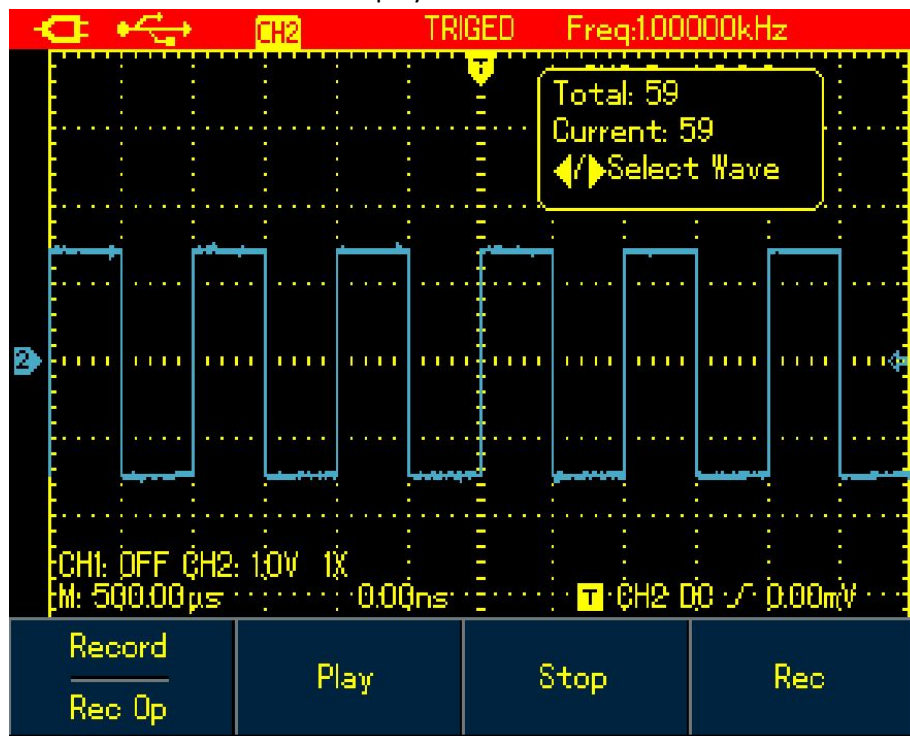 CH2 TRIGED Freq:1.00000kHz
T
Total: 59
Current: 59
/ Select Wave
2
CH1: OFF CH2: 1.0V 1X
M: 500.00μs 0.00ns T CH2 DC 0.00mV
Record Play Stop Rec
Rec Op